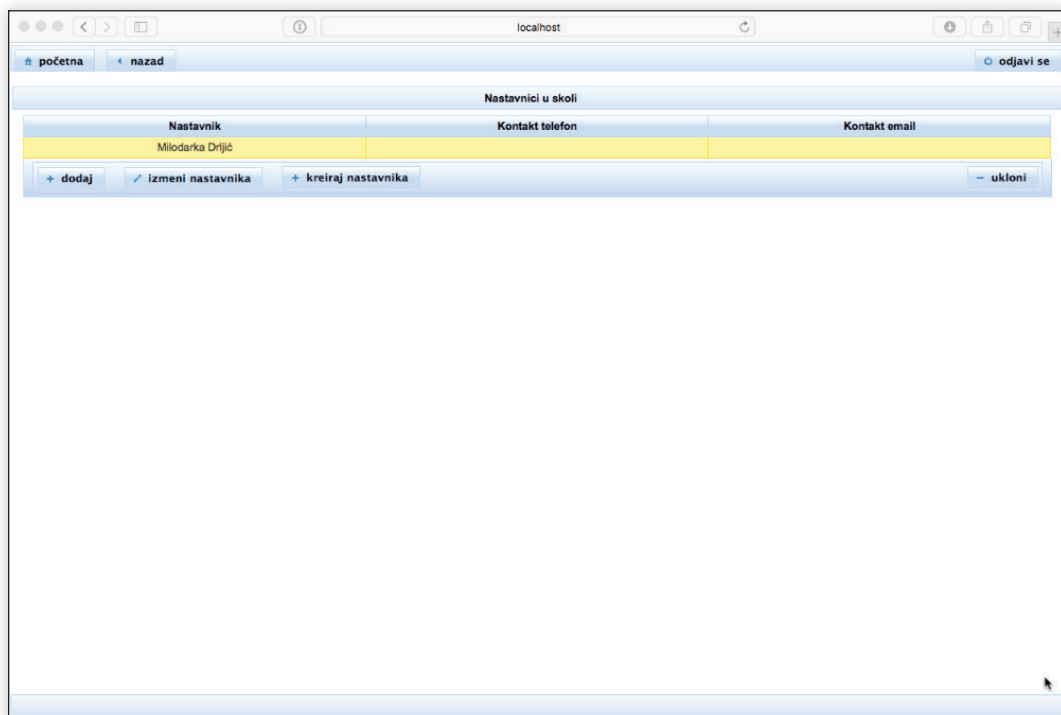 localhost
početna nazad odjavi se
Nastavnici u skoli
Nastavnik Kontakt telefon Kontakt email
Milodarka Drljić
+ dodaj izmeni nastavnika + kreiraj nastavnika − ukloni